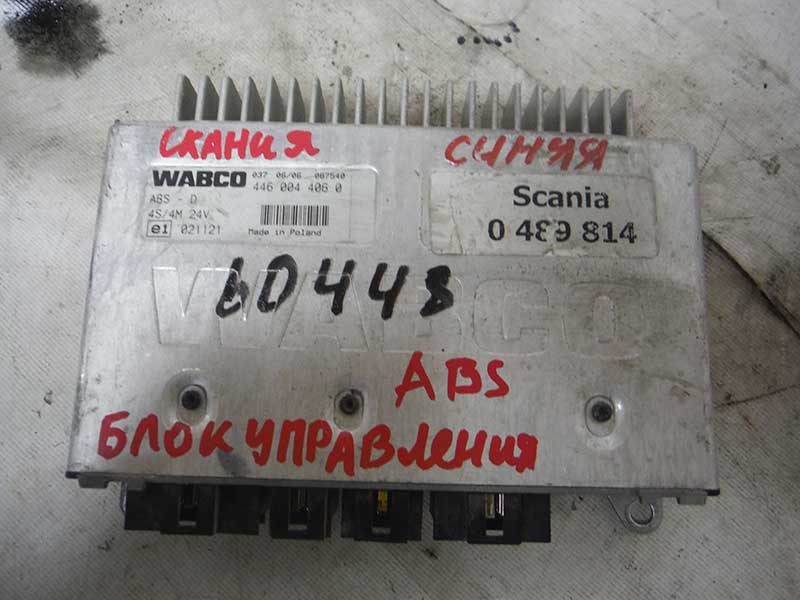 СКАНИЯ
СИНЯЯ
WABCO 037 06/06 087540
446 004 406 0
ABS - D
4S/4M 24V
e1 021121 Made in Poland
Scania
0 489 814
60448
WABCO
ABS
БЛОК УПРАВЛЕНИЯ